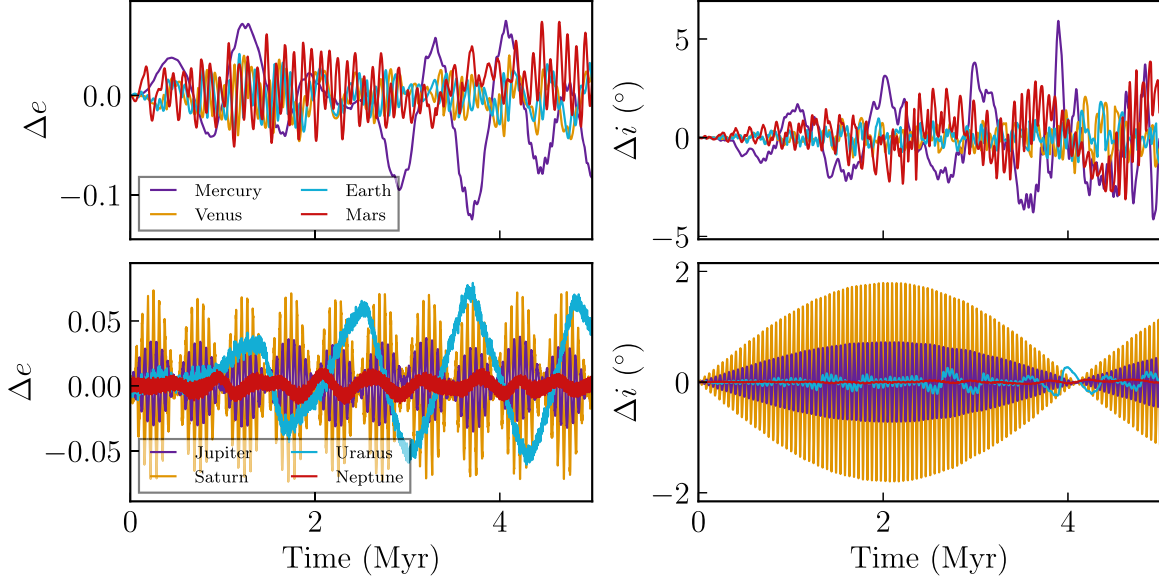 Δe
0.0
−0.1
Mercury
Earth
Venus
Mars
Δi (°)
5
0
−5
Δe
0.05
0.00
−0.05
Jupiter
Uranus
Saturn
Neptune
0
2
4
Time (Myr)
Δi (°)
2
0
−2
0
2
4
Time (Myr)